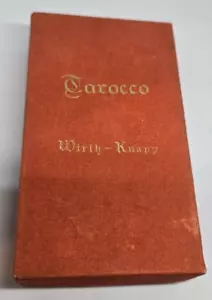 Tarocco
Wirth - Knapp